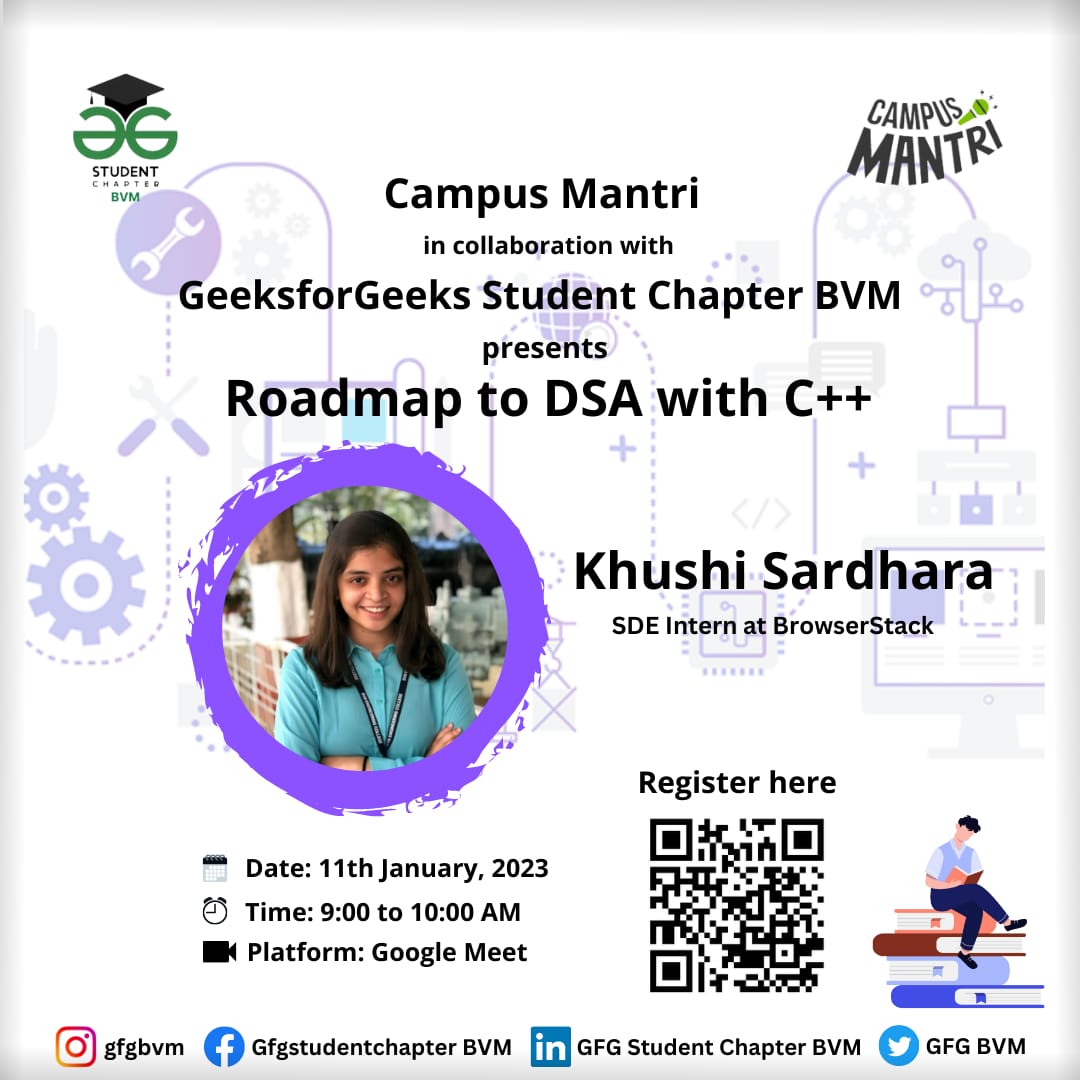 STUDENT
CHAPTER
BVM
CAMPUS
MANTRI
Campus Mantri
in collaboration with
GeeksforGeeks Student Chapter BVM
presents
Roadmap to DSA with C++
Khushi Sardhara
SDE Intern at BrowserStack
Register here
Date: 11th January, 2023
Time: 9:00 to 10:00 AM
Platform: Google Meet
gfgbvm
Gfgstudentchapter BVM
GFG Student Chapter BVM
GFG BVM